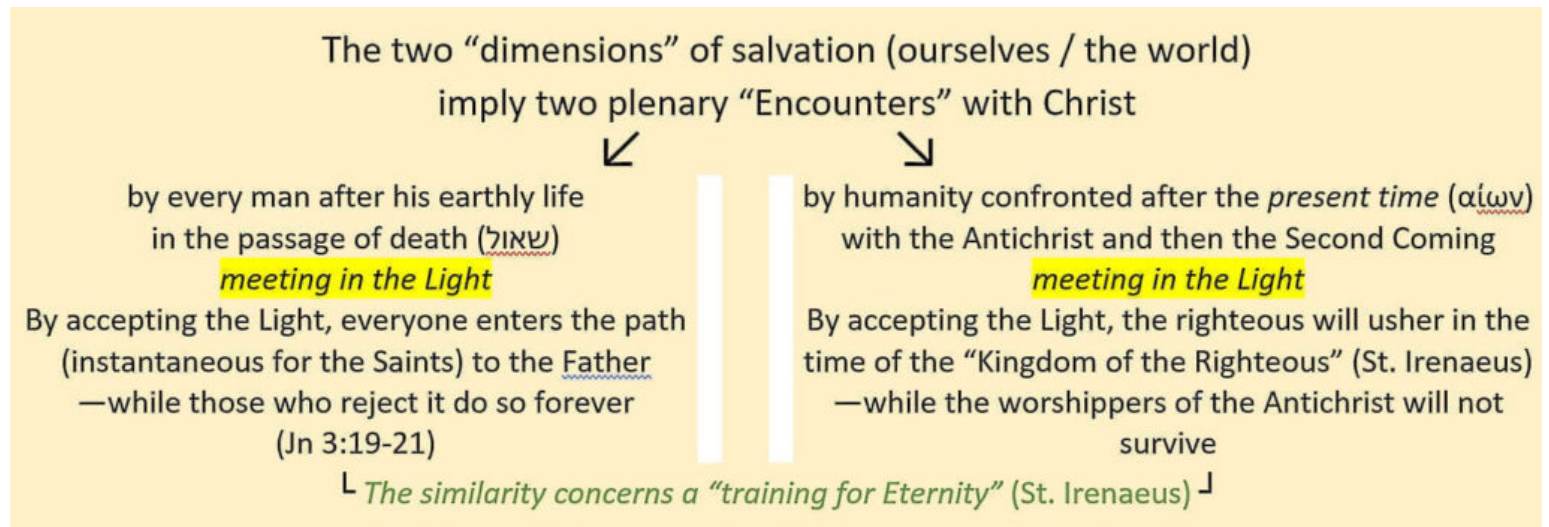 The two “dimensions” of salvation (ourselves / the world)
imply two plenary “Encounters” with Christ
by every man after his earthly life
in the passage of death (שאול)
meeting in the Light
By accepting the Light, everyone enters the path
(instantaneous for the Saints) to the Father
—while those who reject it do so forever
(Jn 3:19-21)
by humanity confronted after the present time (αίων)
with the Antichrist and then the Second Coming
meeting in the Light
By accepting the Light, the righteous will usher in the
time of the “Kingdom of the Righteous” (St. Irenaeus)
—while the worshippers of the Antichrist will not
survive
The similarity concerns a “training for Eternity” (St. Irenaeus)